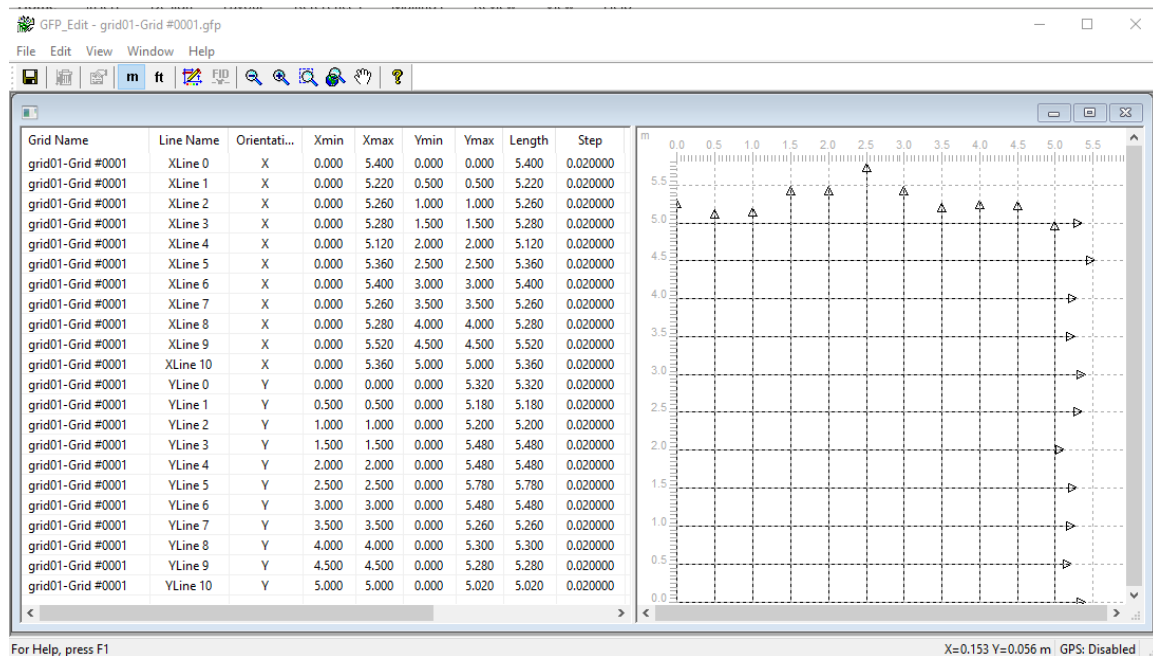 GFP_Edit - grid01-Grid #0001.gfp
File Edit View Window Help
m ft FID
Grid Name Line Name Orientati... Xmin Xmax Ymin Ymax Length Step
grid01-Grid #0001 XLine 0 X 0.000 5.400 0.000 0.000 5.400 0.020000
grid01-Grid #0001 XLine 1 X 0.000 5.220 0.500 0.500 5.220 0.020000
grid01-Grid #0001 XLine 2 X 0.000 5.260 1.000 1.000 5.260 0.020000
grid01-Grid #0001 XLine 3 X 0.000 5.280 1.500 1.500 5.280 0.020000
grid01-Grid #0001 XLine 4 X 0.000 5.120 2.000 2.000 5.120 0.020000
grid01-Grid #0001 XLine 5 X 0.000 5.360 2.500 2.500 5.360 0.020000
grid01-Grid #0001 XLine 6 X 0.000 5.400 3.000 3.000 5.400 0.020000
grid01-Grid #0001 XLine 7 X 0.000 5.260 3.500 3.500 5.260 0.020000
grid01-Grid #0001 XLine 8 X 0.000 5.280 4.000 4.000 5.280 0.020000
grid01-Grid #0001 XLine 9 X 0.000 5.520 4.500 4.500 5.520 0.020000
grid01-Grid #0001 XLine 10 X 0.000 5.360 5.000 5.000 5.360 0.020000
grid01-Grid #0001 YLine 0 Y 0.000 0.000 0.000 5.320 5.320 0.020000
grid01-Grid #0001 YLine 1 Y 0.500 0.500 0.000 5.180 5.180 0.020000
grid01-Grid #0001 YLine 2 Y 1.000 1.000 0.000 5.200 5.200 0.020000
grid01-Grid #0001 YLine 3 Y 1.500 1.500 0.000 5.480 5.480 0.020000
grid01-Grid #0001 YLine 4 Y 2.000 2.000 0.000 5.480 5.480 0.020000
grid01-Grid #0001 YLine 5 Y 2.500 2.500 0.000 5.780 5.780 0.020000
grid01-Grid #0001 YLine 6 Y 3.000 3.000 0.000 5.480 5.480 0.020000
grid01-Grid #0001 YLine 7 Y 3.500 3.500 0.000 5.260 5.260 0.020000
grid01-Grid #0001 YLine 8 Y 4.000 4.000 0.000 5.300 5.300 0.020000
grid01-Grid #0001 YLine 9 Y 4.500 4.500 0.000 5.280 5.280 0.020000
grid01-Grid #0001 YLine 10 Y 5.000 5.000 0.000 5.020 5.020 0.020000
m
0.0 0.5 1.0 1.5 2.0 2.5 3.0 3.5 4.0 4.5 5.0 5.5
5.5
5.0
4.5
4.0
3.5
3.0
2.5
2.0
1.5
1.0
0.5
0.0
For Help, press F1
X=0.153 Y=0.056 m GPS: Disabled